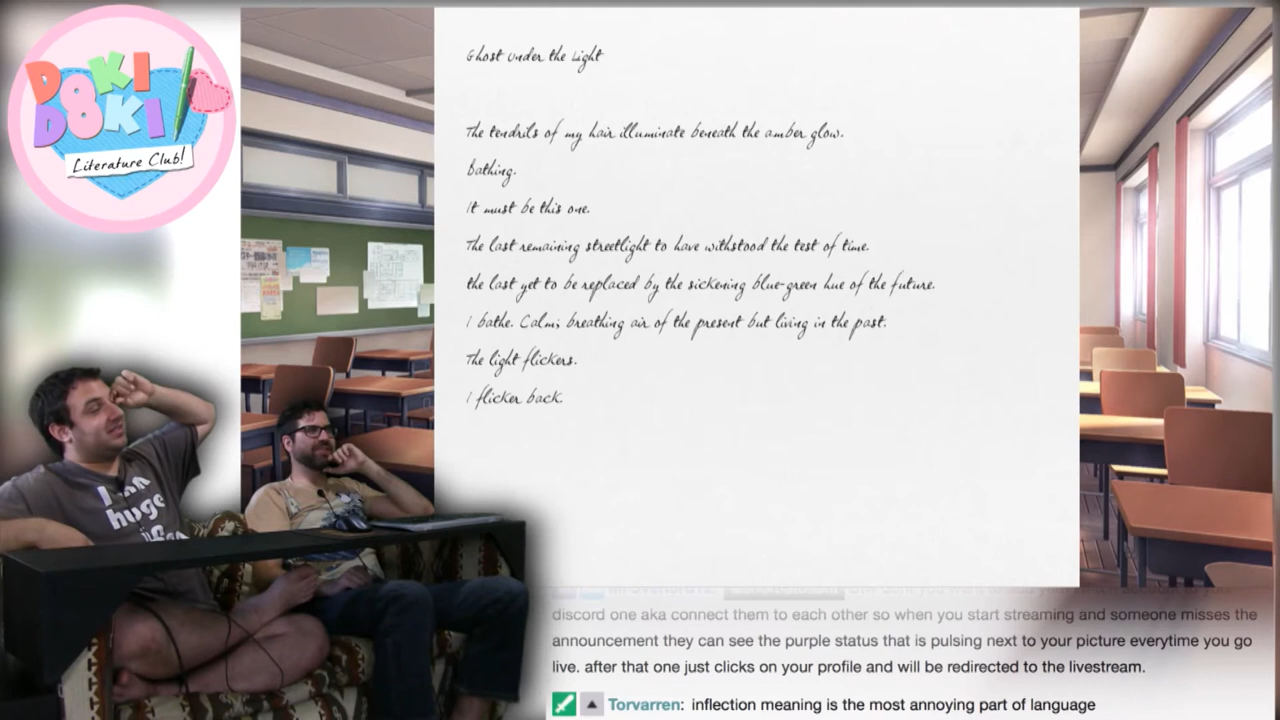 DOKI DOKI
Literature Club!
Ghost Under the Light
The tendrils of my hair illuminate beneath the amber glow.
Bathing.
It must be this one.
The last remaining streetlight to have withstood the test of time.
the last yet to be replaced by the sickening blue-green hue of the future.
I bathe. Calm; breathing air of the present but living in the past.
The light flickers.
I flicker back.
huge
discord one aka connect them to each other so when you start streaming and someone misses the
announcement they can see the purple status that is pulsing next to your picture everytime you go
live. after that one just clicks on your profile and will be redirected to the livestream.
Torvarren: inflection meaning is the most annoying part of language